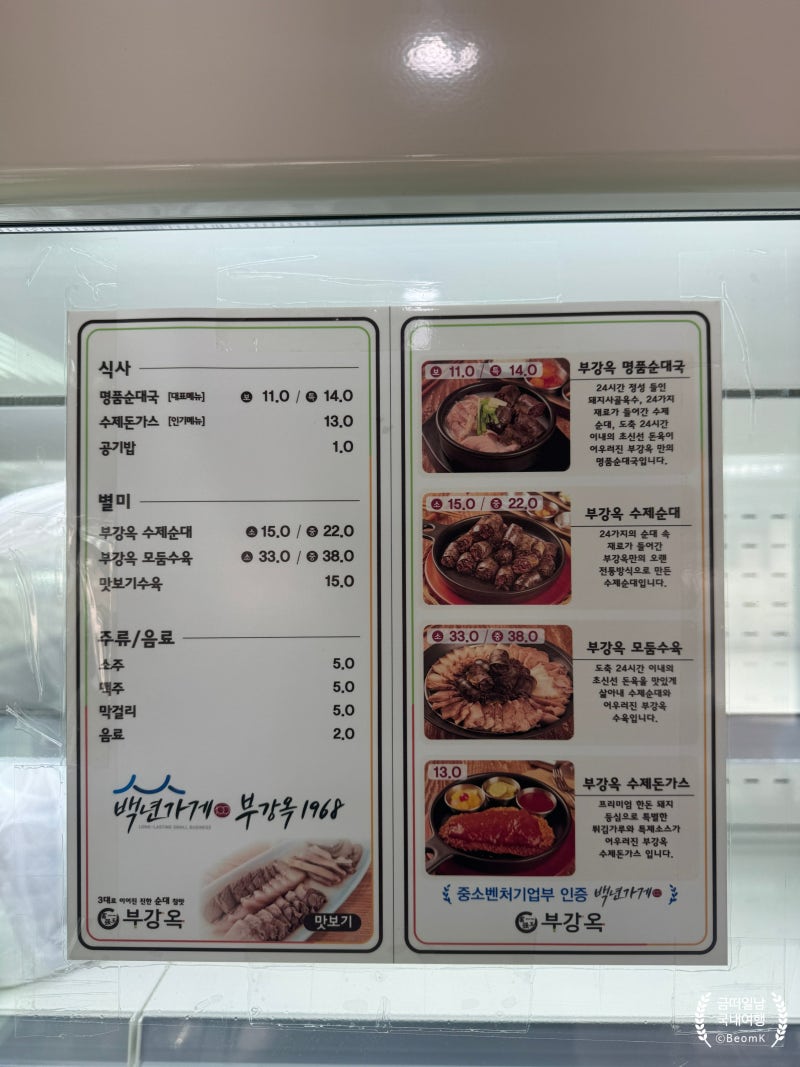 식사
명품순대국 [대표메뉴] 보 11.0 / 특 14.0
수제돈가스 [인기메뉴] 13.0
공기밥 1.0
별미
부강옥 수제순대 소 15.0 / 중 22.0
부강옥 모둠수육 소 33.0 / 중 38.0
맛보기수육 15.0
주류/음료
소주 5.0
맥주 5.0
막걸리 5.0
음료 2.0
백년가게 부강옥 1968
LONG-LASTING SMALL BUSINESS
3대로 이어진 진한 순대 참맛
부강옥
맛보기
보 11.0 / 특 14.0
부강옥 명품순대국
24시간 정성 들인
돼지사골육수, 24가지
재료가 들어간 수제
순대, 도축 24시간
이내의 초신선 돈육이
어우러진 부강옥 만의
명품순대국입니다.
소 15.0 / 중 22.0
부강옥 수제순대
24가지의 순대 속
재료가 들어간
부강옥만의 오랜
전통방식으로 만든
수제순대입니다.
소 33.0 / 중 38.0
부강옥 모둠수육
도축 24시간 이내의
초신선 돈육을 맛있게
삶아내 수제순대와
어우러진 부강옥
수육입니다.
13.0
부강옥 수제돈가스
프리미엄 한돈 돼지
등심으로 특별한
튀김가루와 특제소스가
어우러진 부강옥
수제돈가스 입니다.
중소벤처기업부 인증 백년가게
부강옥
금떠일남
국내여행
©BeomK